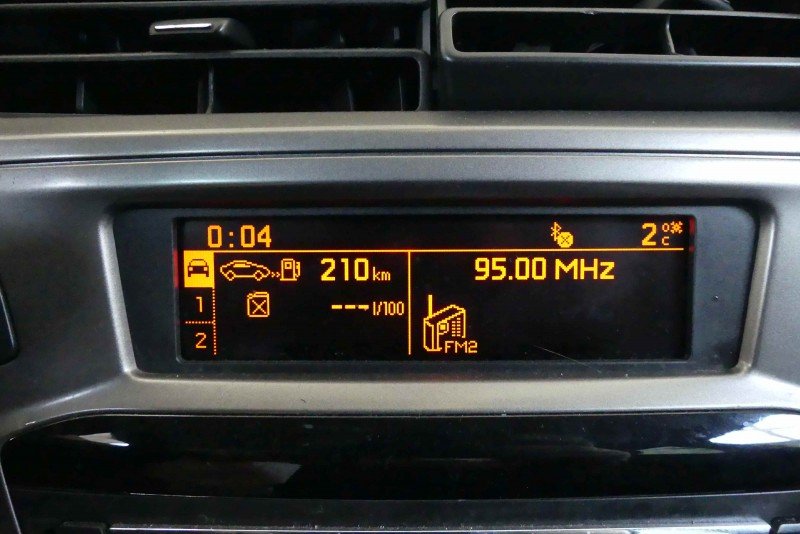 0:04 2°C
210 km 95.00 MHz
1 --- l/100
2 FM2